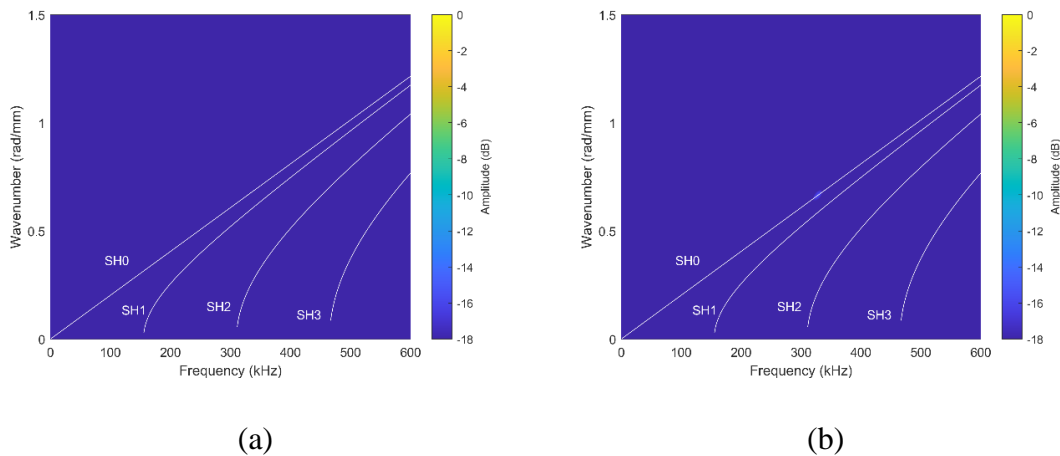 1.5
1
0.5
0
Wavenumber (rad/mm)
SH0
SH1
SH2
SH3
0 100 200 300 400 500 600
Frequency (kHz)
0
-2
-4
-6
-8
-10
-12
-14
-16
-18
Amplitude (dB)
(a)
1.5
1
0.5
0
Wavenumber (rad/mm)
SH0
SH1
SH2
SH3
0 100 200 300 400 500 600
Frequency (kHz)
0
-2
-4
-6
-8
-10
-12
-14
-16
-18
Amplitude (dB)
(b)